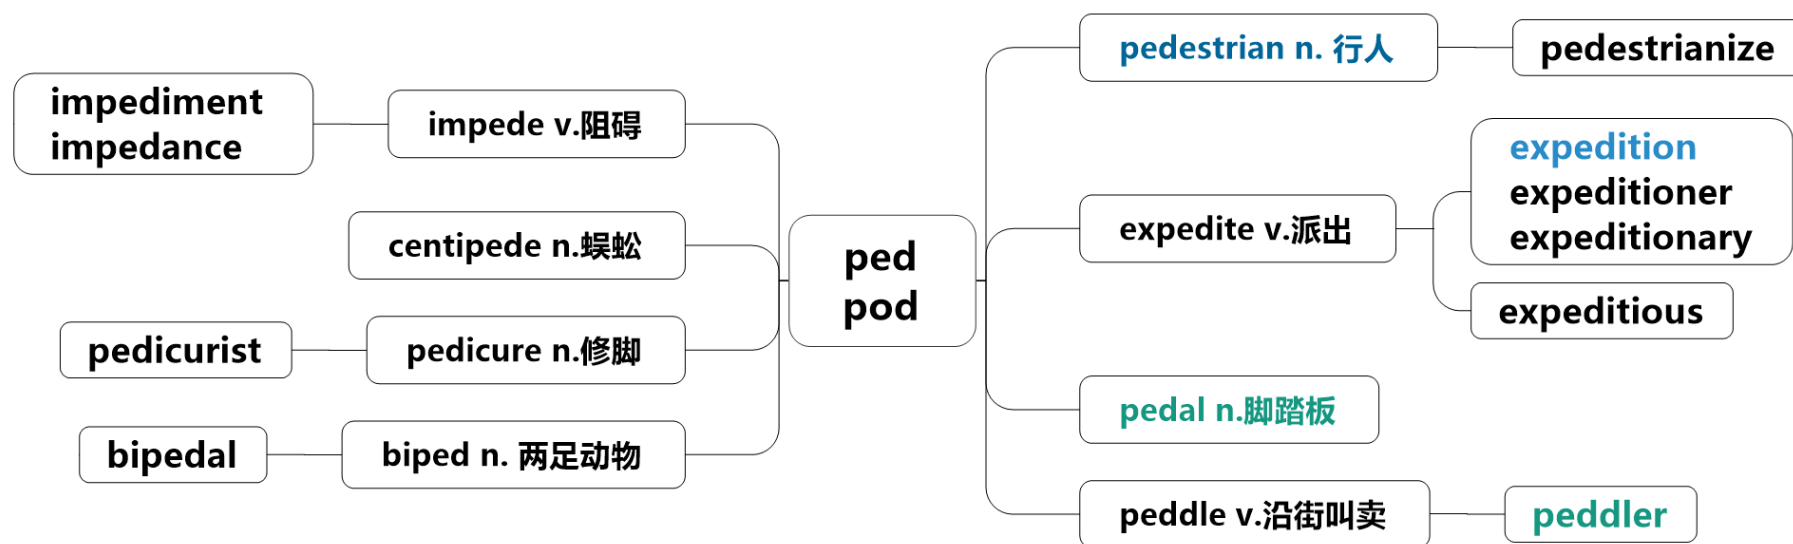 impediment
impedance
impede v.阻碍
centipede n.蜈蚣
pedicurist
pedicure n.修脚
bipedal
biped n. 两足动物
ped
pod
pedestrian n. 行人
pedestrianize
expedite v.派出
expedition
expeditioner
expeditionary
expeditious
pedal n.脚踏板
peddle v.沿街叫卖
peddler